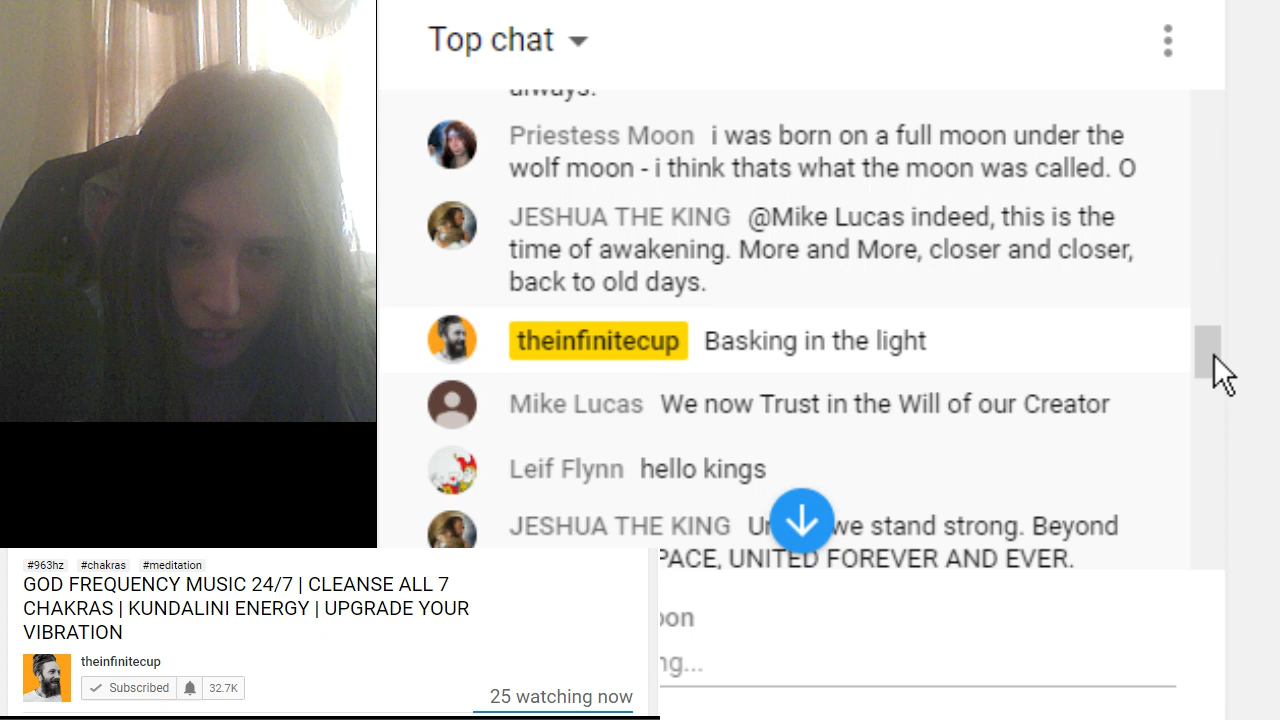 Top chat
always.
Priestess Moon i was born on a full moon under the
wolf moon - i think thats what the moon was called. O
JESHUA THE KING @Mike Lucas indeed, this is the
time of awakening. More and More, closer and closer,
back to old days.
theinfinitecup Basking in the light
Mike Lucas We now Trust in the Will of our Creator
Leif Flynn hello kings
JESHUA THE KING we stand strong. Beyond
PACE, UNITED FOREVER AND EVER.
oon
ng...
#963hz #chakras #meditation
GOD FREQUENCY MUSIC 24/7 | CLEANSE ALL 7
CHAKRAS | KUNDALINI ENERGY | UPGRADE YOUR
VIBRATION
theinfinitecup
Subscribed 32.7K
25 watching now